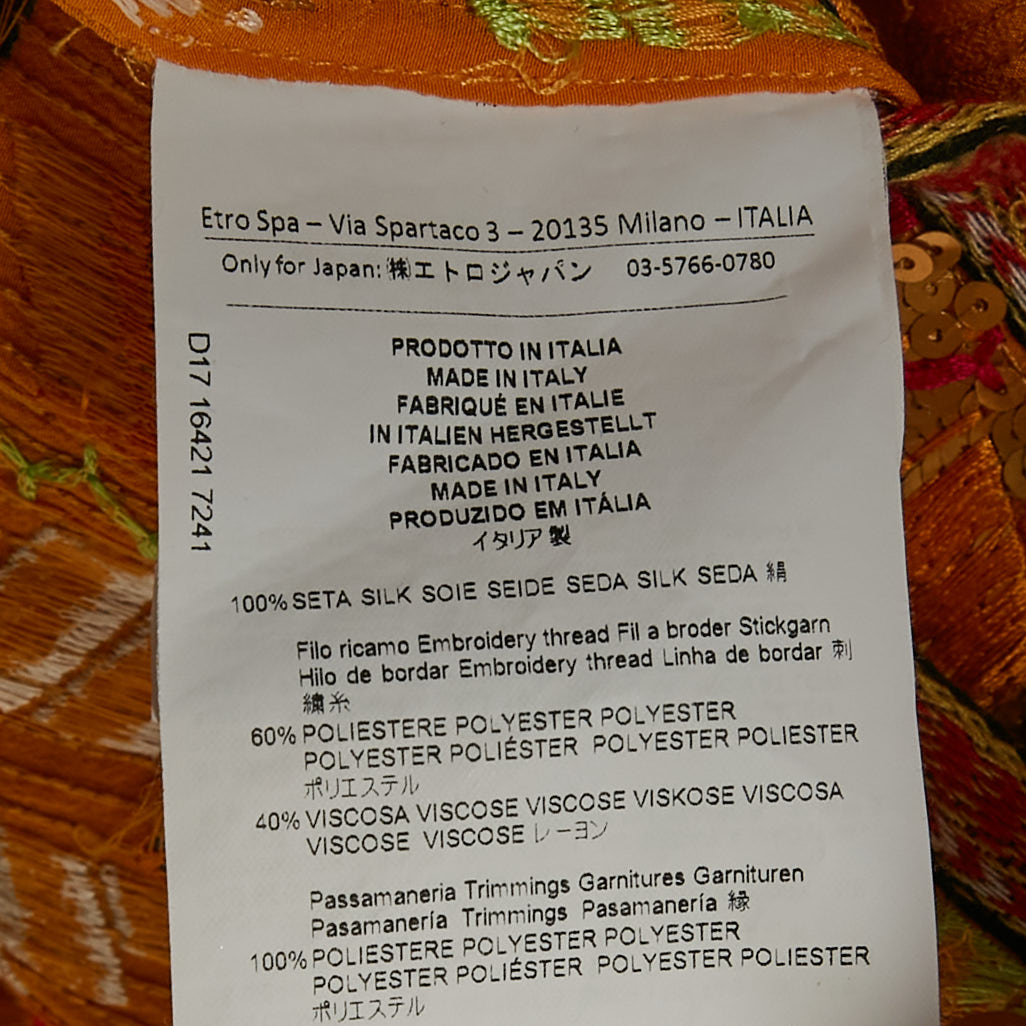 Etro Spa – Via Spartaco 3 – 20135 Milano – ITALIA
Only for Japan: ㈱エトロジャパン 03-5766-0780
D17 16421 7241
PRODOTTO IN ITALIA
MADE IN ITALY
FABRIQUÉ EN ITALIE
IN ITALIEN HERGESTELLT
FABRICADO EN ITALIA
MADE IN ITALY
PRODUZIDO EM ITÁLIA
イタリア製
100% SETA SILK SOIE SEIDE SEDA SILK SEDA 絹
Filo ricamo Embroidery thread Fil a broder Stickgarn
Hilo de bordar Embroidery thread Linha de bordar 刺
繍糸
60% POLIESTERE POLYESTER POLYESTER
POLYESTER POLIÉSTER POLYESTER POLIESTER
ポリエステル
40% VISCOSA VISCOSE VISCOSE VISKOSE VISCOSA
VISCOSE VISCOSE レーヨン
Passamaneria Trimmings Garnitures Garnituren
Pasamanería Trimmings Pasamanería 縁
100% POLIESTERE POLYESTER POLYESTER
POLYESTER POLIÉSTER POLYESTER POLIESTER
ポリエステル